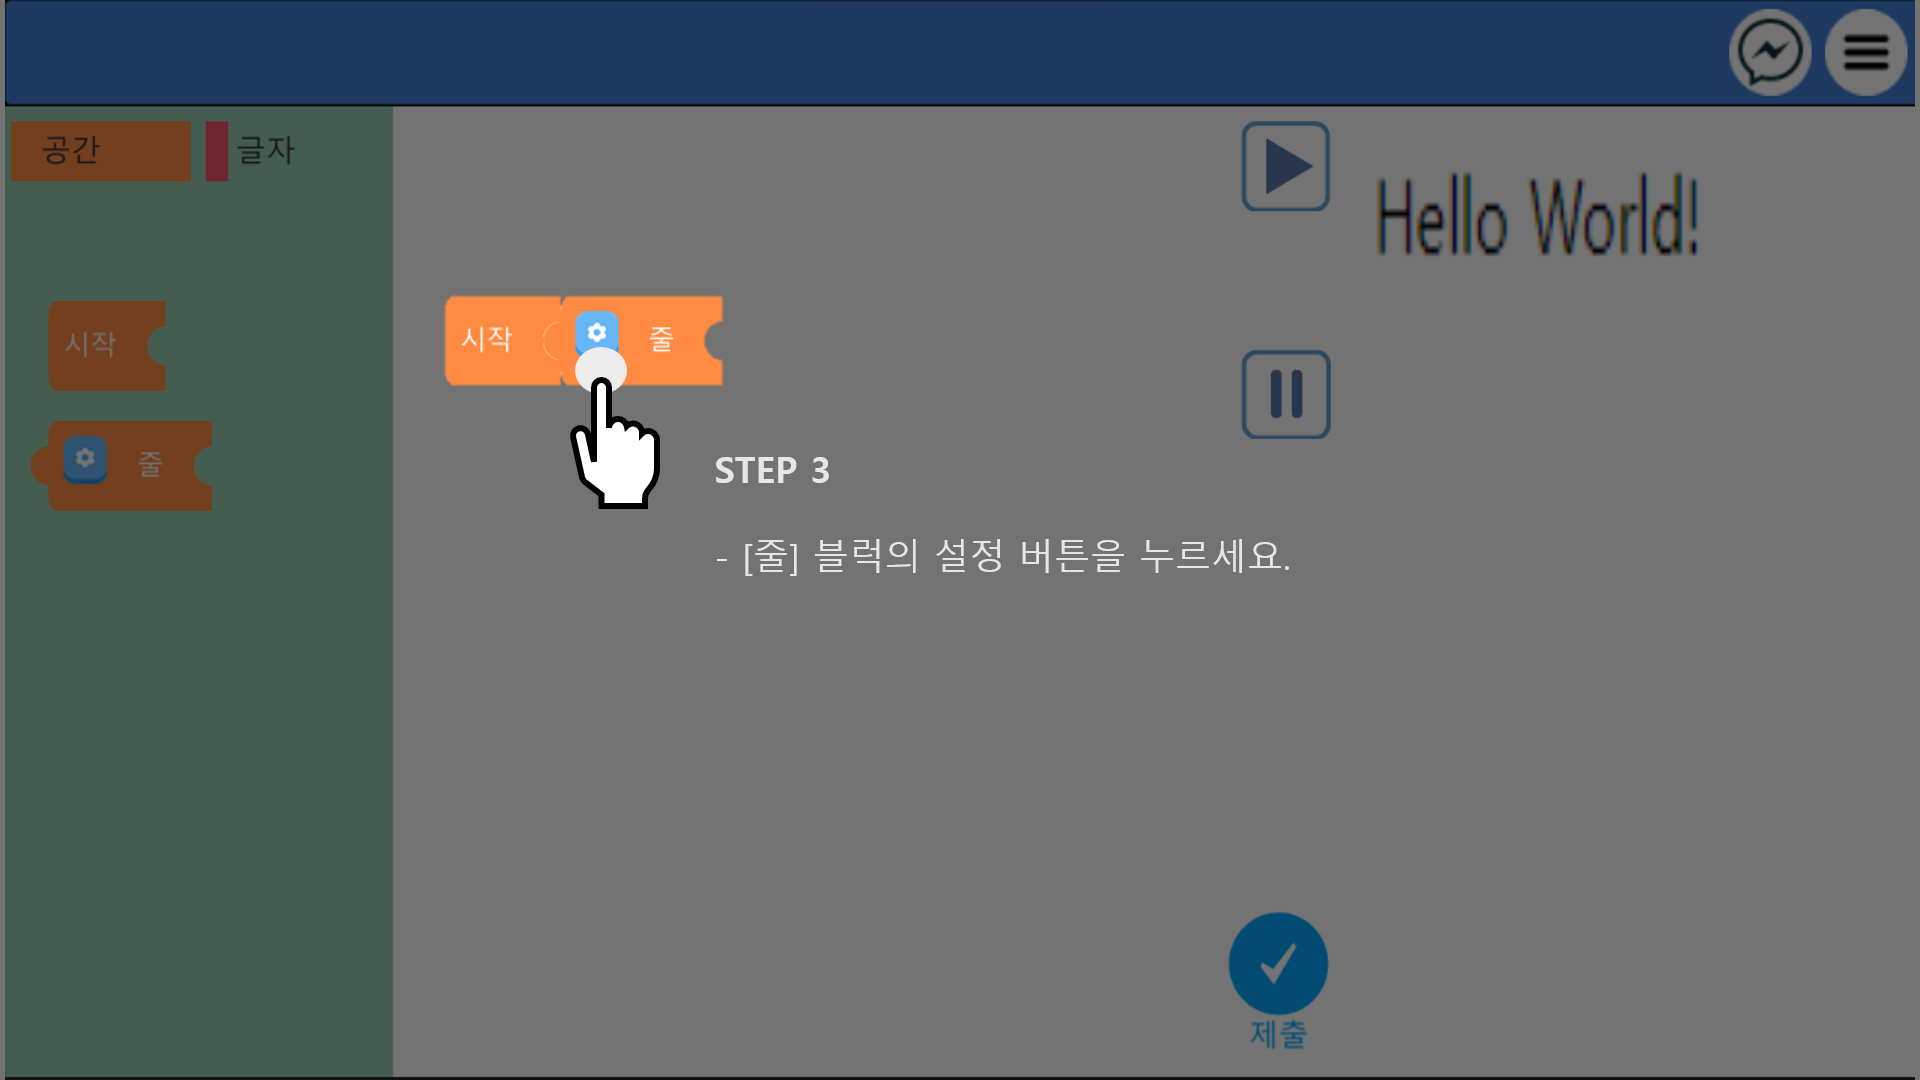 공간
글자
Hello World!
시작
줄
시작
줄
STEP 3
- [줄] 블럭의 설정 버튼을 누르세요.
제출